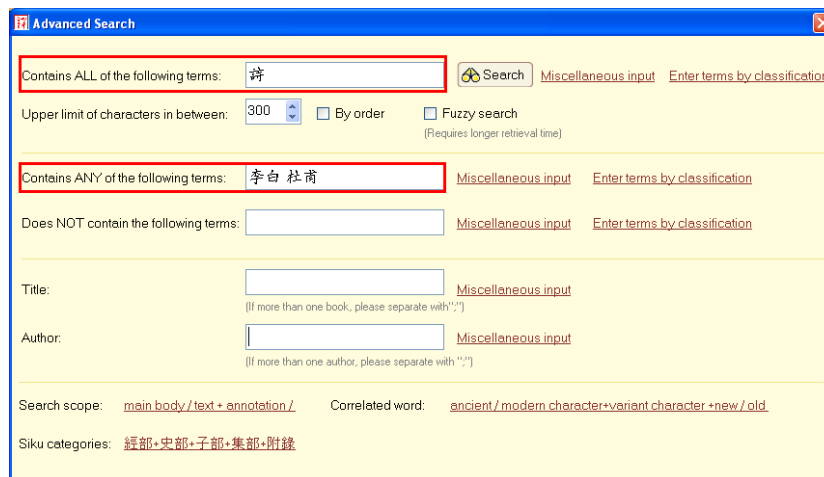 Advanced Search
Contains ALL of the following terms: 詩 Search Miscellaneous input Enter terms by classification
Upper limit of characters in between: 300 By order Fuzzy search
(Requires longer retrieval time)
Contains ANY of the following terms: 李白 杜甫 Miscellaneous input Enter terms by classification
Does NOT contain the following terms: Miscellaneous input Enter terms by classification
Title: Miscellaneous input
(If more than one book, please separate with";")
Author: Miscellaneous input
(If more than one author, please separate with ";")
Search scope: main body / text + annotation / Correlated word: ancient / modern character+variant character +new / old
Siku categories: 經部+史部+子部+集部+附錄